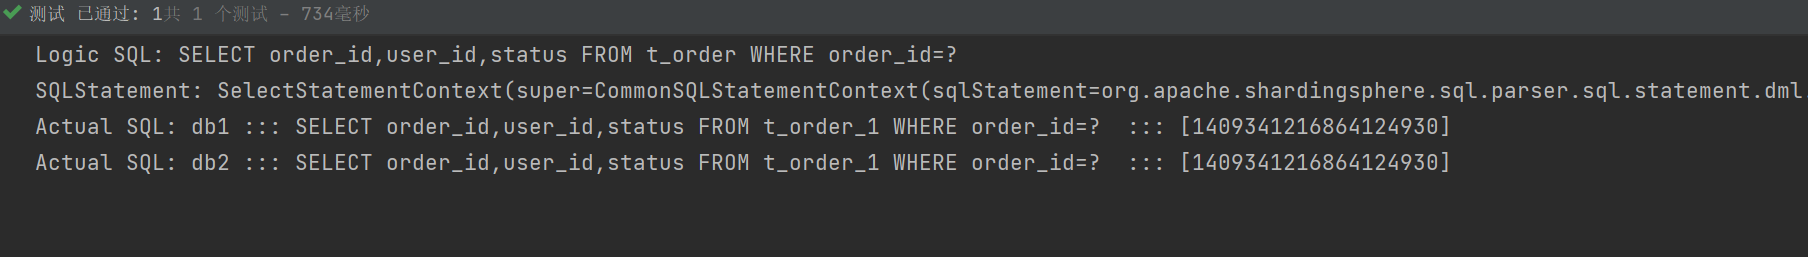 测试 已通过: 1共 1 个测试 – 734毫秒
Logic SQL: SELECT order_id,user_id,status FROM t_order WHERE order_id=?
SQLStatement: SelectStatementContext(super=CommonSQLStatementContext(sqlStatement=org.apache.shardingsphere.sql.parser.sql.statement.dml.
Actual SQL: db1 ::: SELECT order_id,user_id,status FROM t_order_1 WHERE order_id=?  ::: [1409341216864124930]
Actual SQL: db2 ::: SELECT order_id,user_id,status FROM t_order_1 WHERE order_id=?  ::: [1409341216864124930]